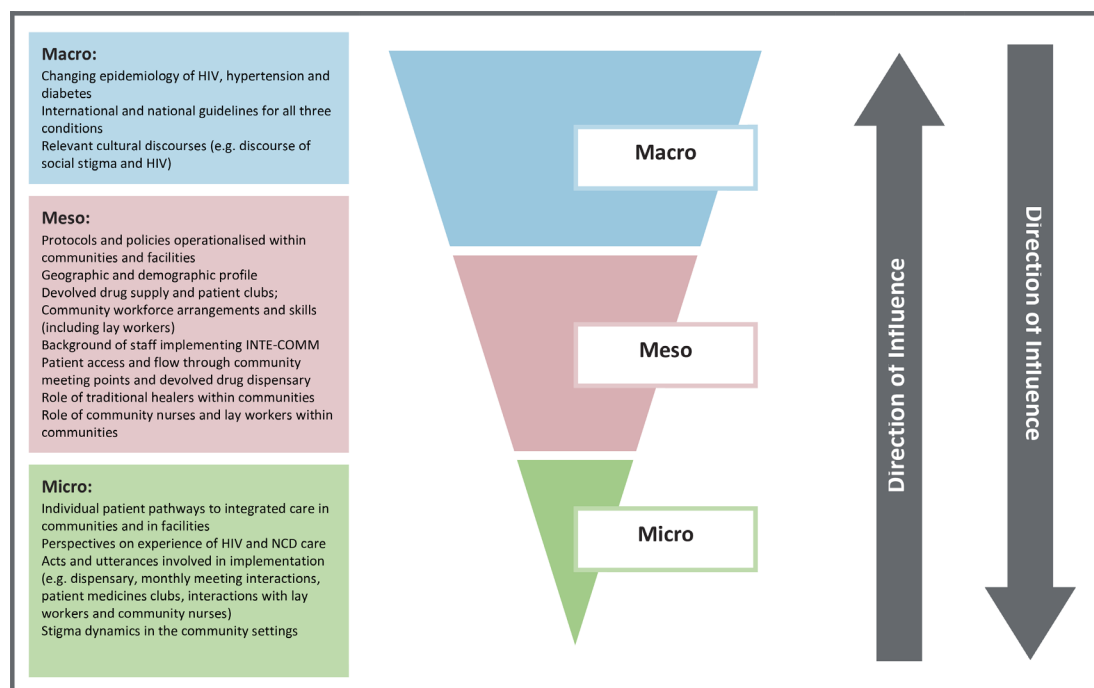 Macro:
Changing epidemiology of HIV, hypertension and
diabetes
International and national guidelines for all three
conditions
Relevant cultural discourses (e.g. discourse of
social stigma and HIV)
Meso:
Protocols and policies operationalised within
communities and facilities
Geographic and demographic profile
Devolved drug supply and patient clubs;
Community workforce arrangements and skills
(including lay workers)
Background of staff implementing INTE-COMM
Patient access and flow through community
meeting points and devolved drug dispensary
Role of traditional healers within communities
Role of community nurses and lay workers within
communities
Micro:
Individual patient pathways to integrated care in
communities and in facilities
Perspectives on experience of HIV and NCD care
Acts and utterances involved in implementation
(e.g. dispensary, monthly meeting interactions,
patient medicines clubs, interactions with lay
workers and community nurses)
Stigma dynamics in the community settings
Macro
Meso
Micro
Direction of Influence
Direction of Influence